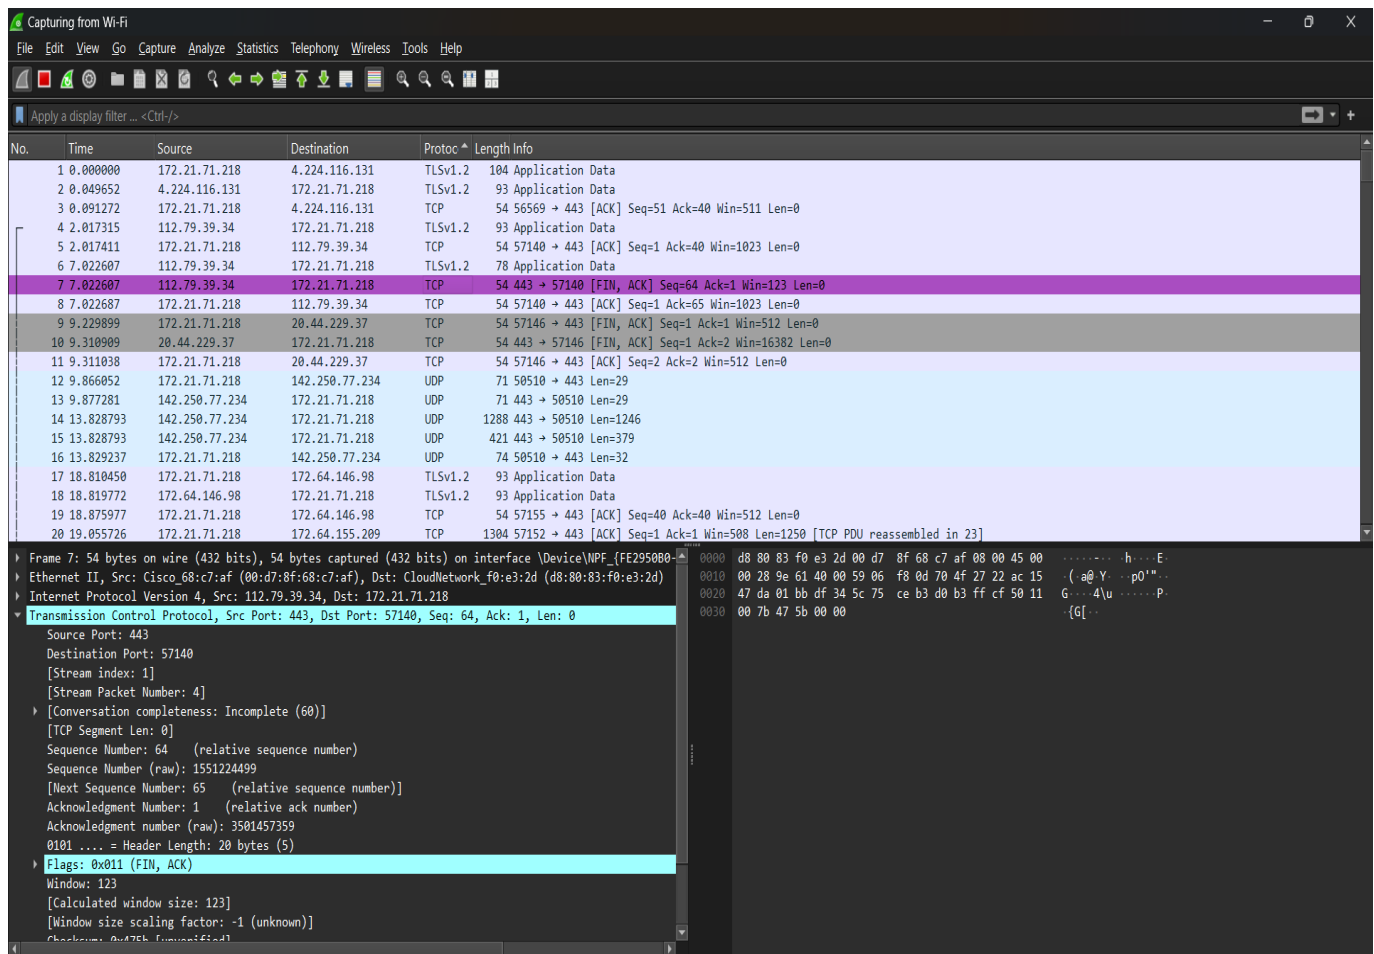 Capturing from Wi-Fi
File Edit View Go Capture Analyze Statistics Telephony Wireless Tools Help
Apply a display filter ... <Ctrl-/>
No. Time Source Destination Protoc Length Info
1 0.000000 172.21.71.218 4.224.116.131 TLSv1.2 104 Application Data
2 0.049652 4.224.116.131 172.21.71.218 TLSv1.2 93 Application Data
3 0.091272 172.21.71.218 4.224.116.131 TCP 54 56569 → 443 [ACK] Seq=51 Ack=40 Win=511 Len=0
4 2.017315 112.79.39.34 172.21.71.218 TLSv1.2 93 Application Data
5 2.017411 172.21.71.218 112.79.39.34 TCP 54 57140 → 443 [ACK] Seq=1 Ack=40 Win=1023 Len=0
6 7.022607 112.79.39.34 172.21.71.218 TLSv1.2 78 Application Data
7 7.022607 112.79.39.34 172.21.71.218 TCP 54 443 → 57140 [FIN, ACK] Seq=64 Ack=1 Win=123 Len=0
8 7.022687 172.21.71.218 112.79.39.34 TCP 54 57140 → 443 [ACK] Seq=1 Ack=65 Win=1023 Len=0
9 9.229899 172.21.71.218 20.44.229.37 TCP 54 57146 → 443 [FIN, ACK] Seq=1 Ack=1 Win=512 Len=0
10 9.310909 20.44.229.37 172.21.71.218 TCP 54 443 → 57146 [FIN, ACK] Seq=1 Ack=2 Win=16382 Len=0
11 9.311038 172.21.71.218 20.44.229.37 TCP 54 57146 → 443 [ACK] Seq=2 Ack=2 Win=512 Len=0
12 9.866052 172.21.71.218 142.250.77.234 UDP 71 50510 → 443 Len=29
13 9.877281 142.250.77.234 172.21.71.218 UDP 71 443 → 50510 Len=29
14 13.828793 142.250.77.234 172.21.71.218 UDP 1288 443 → 50510 Len=1246
15 13.828793 142.250.77.234 172.21.71.218 UDP 421 443 → 50510 Len=379
16 13.829237 172.21.71.218 142.250.77.234 UDP 74 50510 → 443 Len=32
17 18.810450 172.21.71.218 172.64.146.98 TLSv1.2 93 Application Data
18 18.819772 172.64.146.98 172.21.71.218 TLSv1.2 93 Application Data
19 18.875977 172.21.71.218 172.64.146.98 TCP 54 57155 → 443 [ACK] Seq=40 Ack=40 Win=512 Len=0
20 19.055726 172.21.71.218 172.64.155.209 TCP 1304 57152 → 443 [ACK] Seq=1 Ack=1 Win=508 Len=1250 [TCP PDU reassembled in 23]
Frame 7: 54 bytes on wire (432 bits), 54 bytes captured (432 bits) on interface \Device\NPF_{FE2950B0-
Ethernet II, Src: Cisco_68:c7:af (00:d7:8f:68:c7:af), Dst: CloudNetwork_f0:e3:2d (d8:80:83:f0:e3:2d)
Internet Protocol Version 4, Src: 112.79.39.34, Dst: 172.21.71.218
Transmission Control Protocol, Src Port: 443, Dst Port: 57140, Seq: 64, Ack: 1, Len: 0
Source Port: 443
Destination Port: 57140
[Stream index: 1]
[Stream Packet Number: 4]
[Conversation completeness: Incomplete (60)]
[TCP Segment Len: 0]
Sequence Number: 64 (relative sequence number)
Sequence Number (raw): 1551224499
[Next Sequence Number: 65 (relative sequence number)]
Acknowledgment Number: 1 (relative ack number)
Acknowledgment number (raw): 3501457359
0101 .... = Header Length: 20 bytes (5)
Flags: 0x011 (FIN, ACK)
Window: 123
[Calculated window size: 123]
[Window size scaling factor: -1 (unknown)]
Checksum: 0x475b [unverified]
0000 d8 80 83 f0 e3 2d 00 d7 8f 68 c7 af 08 00 45 00 ·····-·· ·h····E·
0010 00 28 9e 61 40 00 59 06 f8 0d 70 4f 27 22 ac 15 ·(·a@·Y· ··pO'"··
0020 47 da 01 bb df 34 5c 75 ce b3 d0 b3 ff cf 50 11 G····4\u ······P·
0030 00 7b 47 5b 00 00 ·{G[··